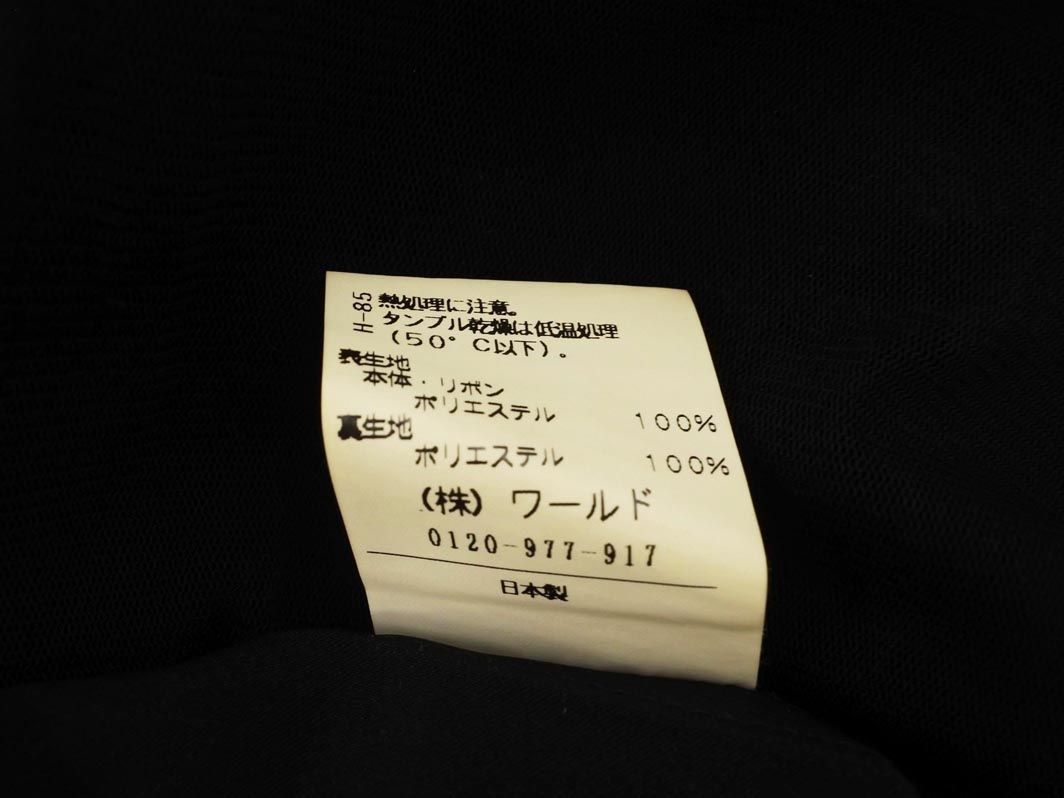 H-85
熱処理に注意。
タンブル乾燥は低温処理
(50°C以下)。
表生地
本体・リボン
ポリエステル 100%
裏生地
ポリエステル 100%
(株) ワールド
0120-977-917
日本製